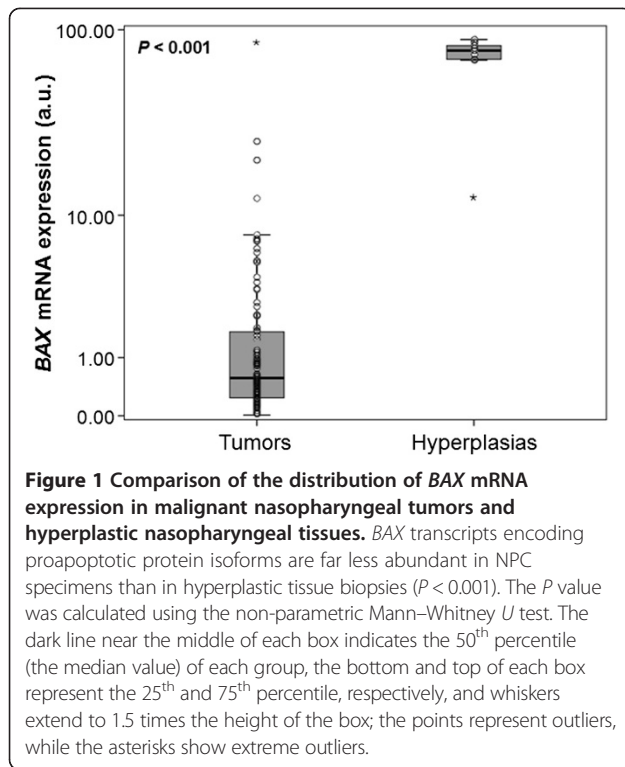 100.00
P < 0.001
10.00
1.00
0.00
BAX mRNA expression (a.u.)
Tumors
Hyperplasias
Figure 1 Comparison of the distribution of BAX mRNA
expression in malignant nasopharyngeal tumors and
hyperplastic nasopharyngeal tissues. BAX transcripts encoding
proapoptotic protein isoforms are far less abundant in NPC
specimens than in hyperplastic tissue biopsies (P < 0.001). The P value
was calculated using the non-parametric Mann–Whitney U test. The
dark line near the middle of each box indicates the 50th percentile
(the median value) of each group, the bottom and top of each box
represent the 25th and 75th percentile, respectively, and whiskers
extend to 1.5 times the height of the box; the points represent outliers,
while the asterisks show extreme outliers.